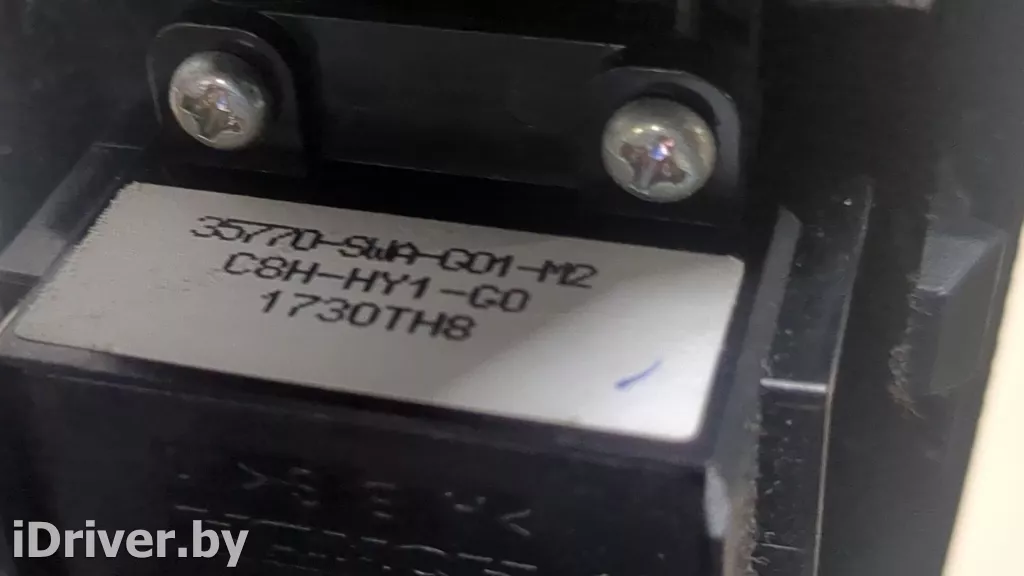 35770-SWA-G01-M2
C8H-HY1-G0
1730TH8
iDriver.by